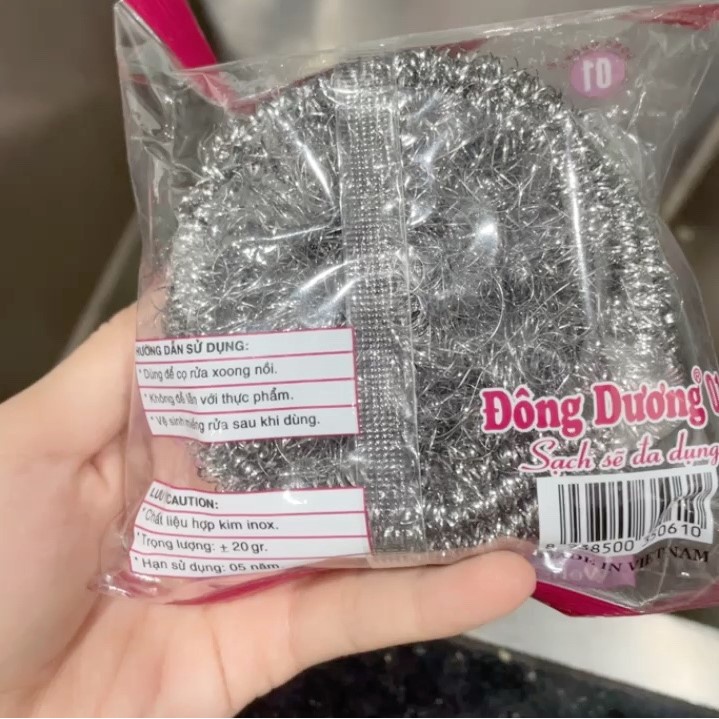 01
HƯỚNG DẪN SỬ DỤNG:
* Dùng để cọ rửa xoong nồi.
* Không để lẫn với thực phẩm.
* Vệ sinh miếng rửa sau khi dùng.
Đông Dương®
Sạch sẽ đa dụng
LƯU /CAUTION:
* Chất liệu hợp kim inox.
* Trọng lượng: ± 20 gr.
* Hạn sử dụng: 05 năm
MADE IN VIETNAM